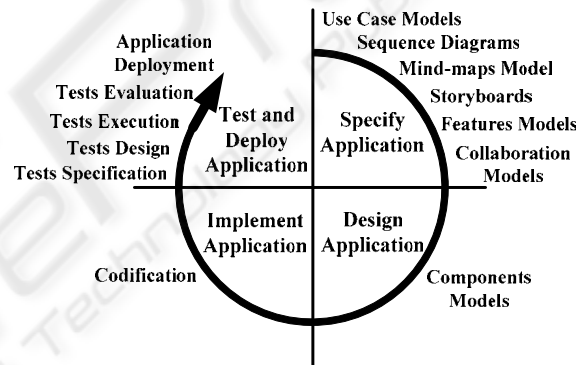 Use Case Models
Sequence Diagrams
Mind-maps Model
Storyboards
Features Models
Collaboration
Models
Specify
Application
Design
Application
Components
Models
Implement
Application
Codification
Test and
Deploy
Application
Tests Specification
Tests Design
Tests Execution
Tests Evaluation
Application
Deployment